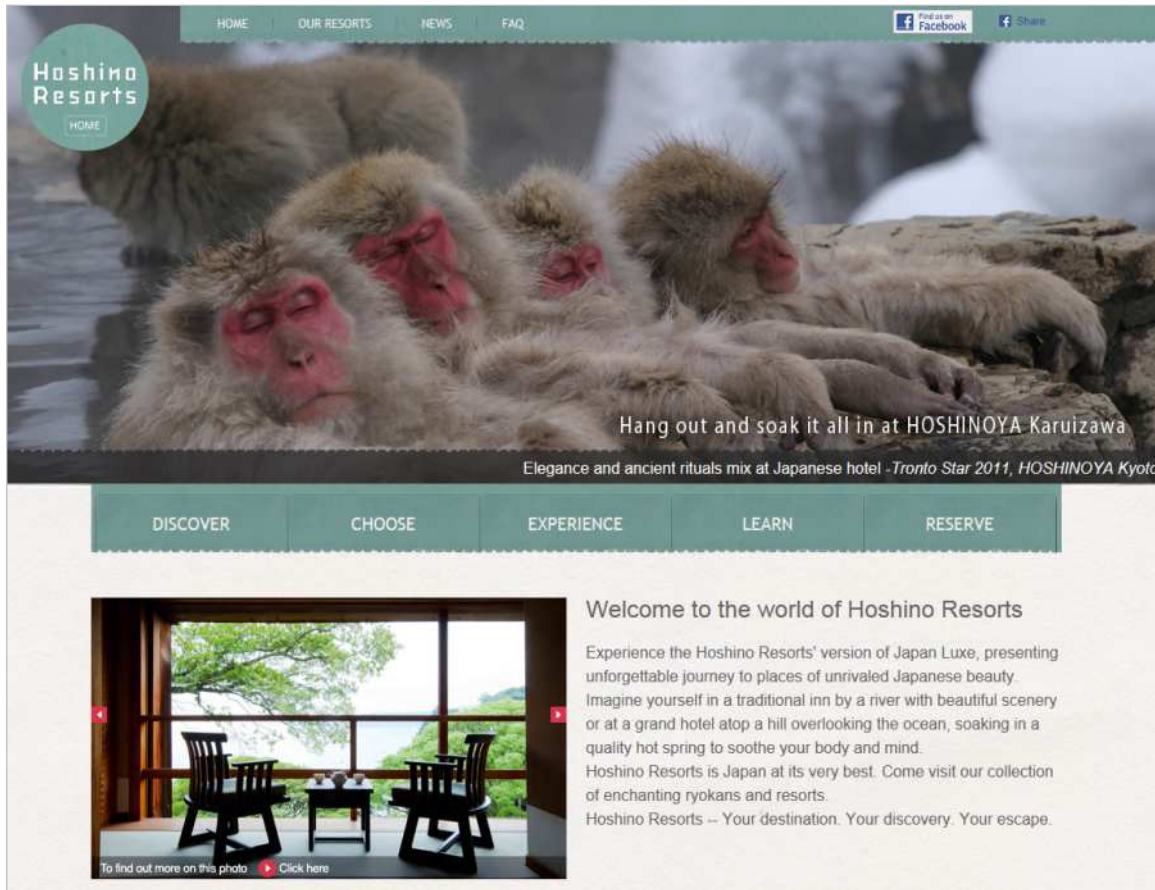 HOME OUR RESORTS NEWS FAQ
Find us on
Facebook
Share
Hoshino
Resorts
HOME
Hang out and soak it all in at HOSHINOYA Karuizawa
Elegance and ancient rituals mix at Japanese hotel -Tronto Star 2011, HOSHINOYA Kyoto
DISCOVER CHOOSE EXPERIENCE LEARN RESERVE
To find out more on this photo Click here
Welcome to the world of Hoshino Resorts
Experience the Hoshino Resorts' version of Japan Luxe, presenting
unforgettable journey to places of unrivaled Japanese beauty.
Imagine yourself in a traditional inn by a river with beautiful scenery
or at a grand hotel atop a hill overlooking the ocean, soaking in a
quality hot spring to soothe your body and mind.
Hoshino Resorts is Japan at its very best. Come visit our collection
of enchanting ryokans and resorts.
Hoshino Resorts -- Your destination. Your discovery. Your escape.